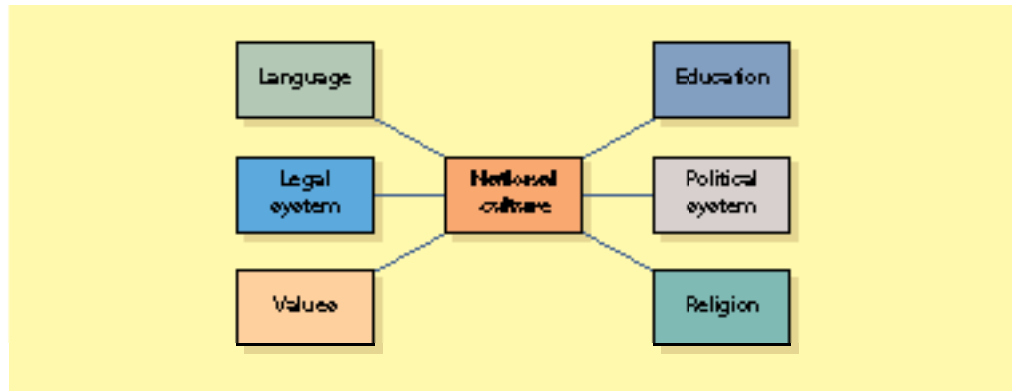 Language
Education
Legal
system
National
culture
Political
system
Values
Religion